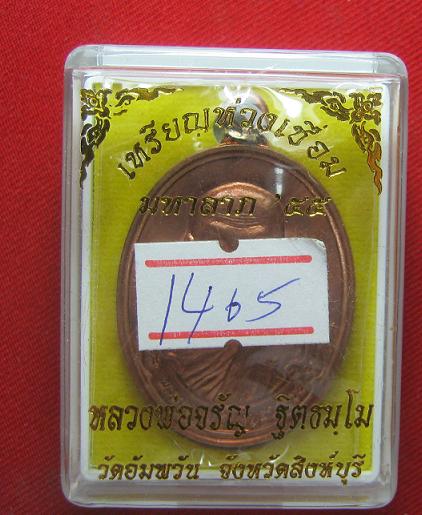 เหรียญห่วงเชื่อม
มหาลาภ '๕๕
1465
หลวงพ่อจรัญ ฐิตธมฺโม
วัดอัมพวัน จังหวัดสิงห์บุรี